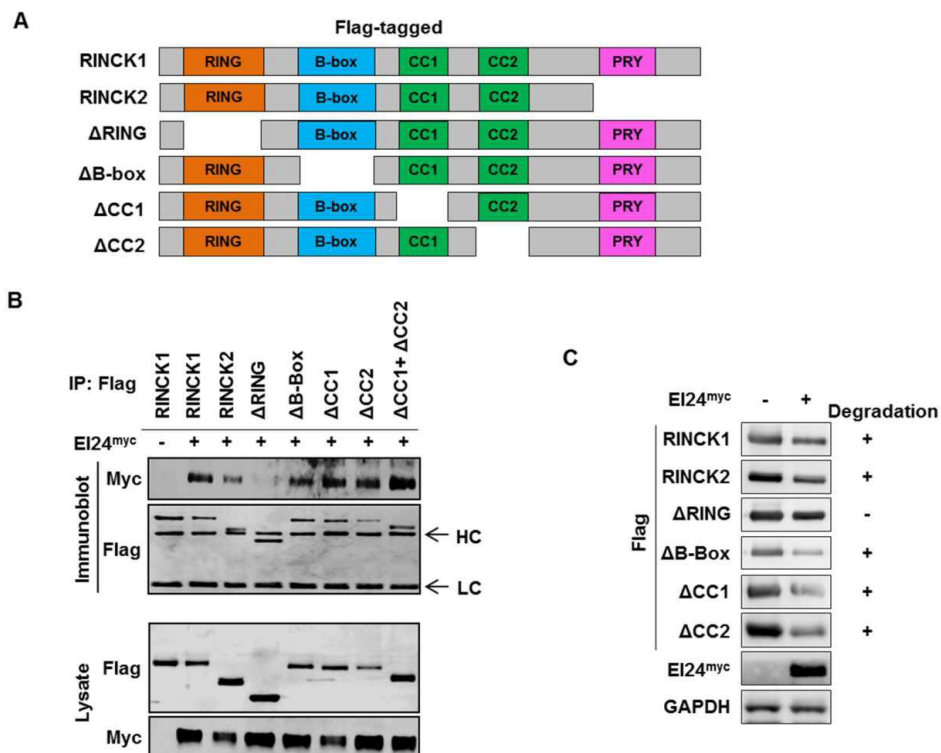 A
Flag-tagged
RINCK1 RING B-box CC1 CC2 PRY
RINCK2 RING B-box CC1 CC2
ΔRING B-box CC1 CC2 PRY
ΔB-box RING CC1 CC2 PRY
ΔCC1 RING B-box CC2 PRY
ΔCC2 RING B-box CC1 PRY
B
IP: Flag
RINCK1
RINCK1
RINCK2
ΔRING
ΔB-Box
ΔCC1
ΔCC2
ΔCC1+ ΔCC2
EI24myc - + + + + + + +
Immunoblot
Myc
Flag
HC
LC
Lysate
Flag
Myc
C
EI24myc - + Degradation
Flag
RINCK1 +
RINCK2 +
ΔRING -
ΔB-Box +
ΔCC1 +
ΔCC2 +
EI24myc
GAPDH